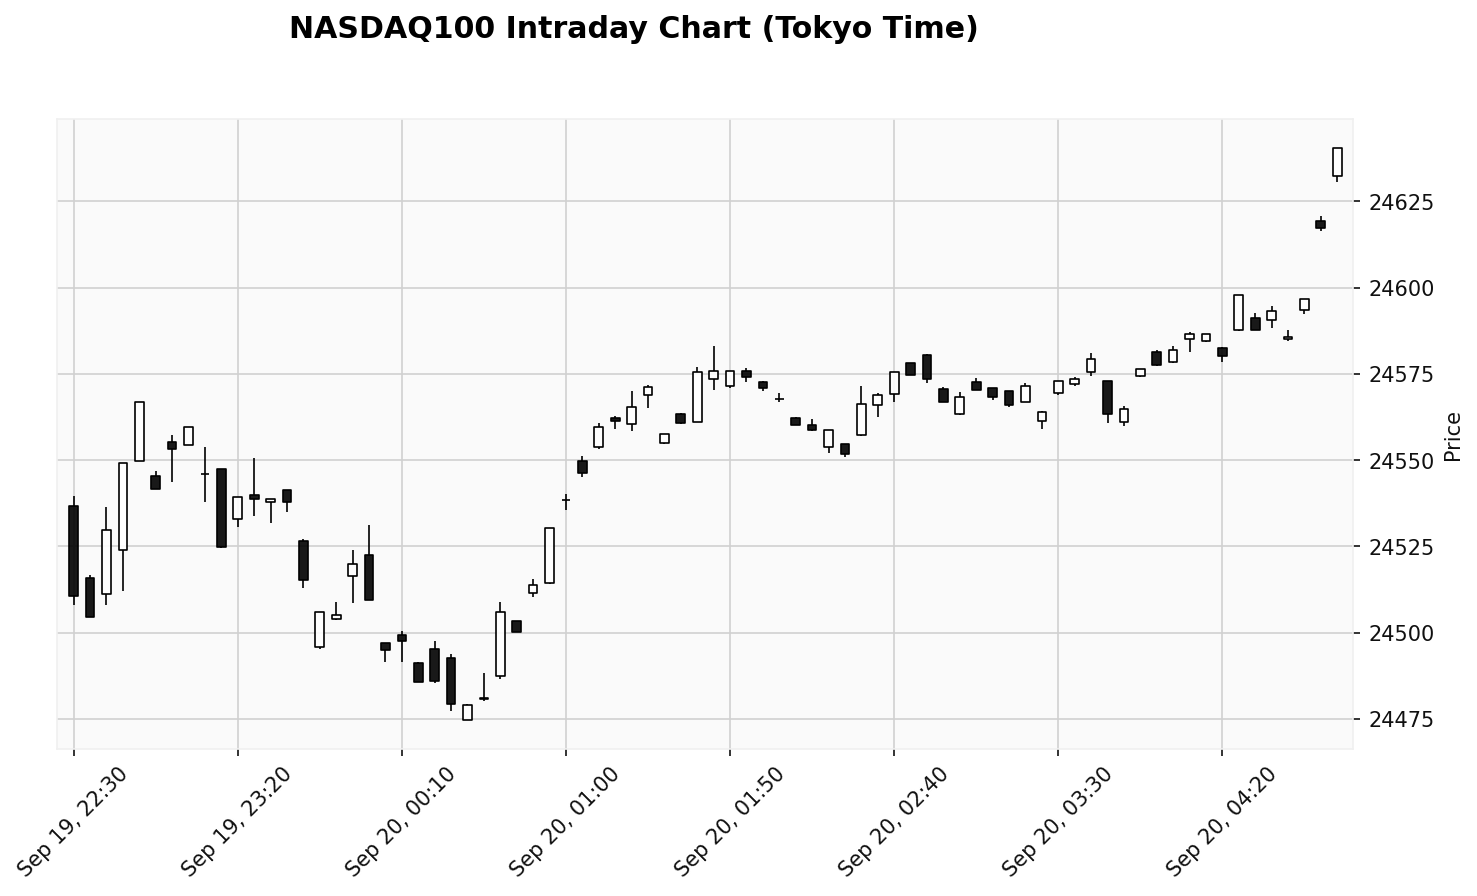 NASDAQ100 Intraday Chart (Tokyo Time)
24625
24600
24575
24550
24525
24500
24475
Price
Sep 19, 22:30
Sep 19, 23:20
Sep 20, 00:10
Sep 20, 01:00
Sep 20, 01:50
Sep 20, 02:40
Sep 20, 03:30
Sep 20, 04:20